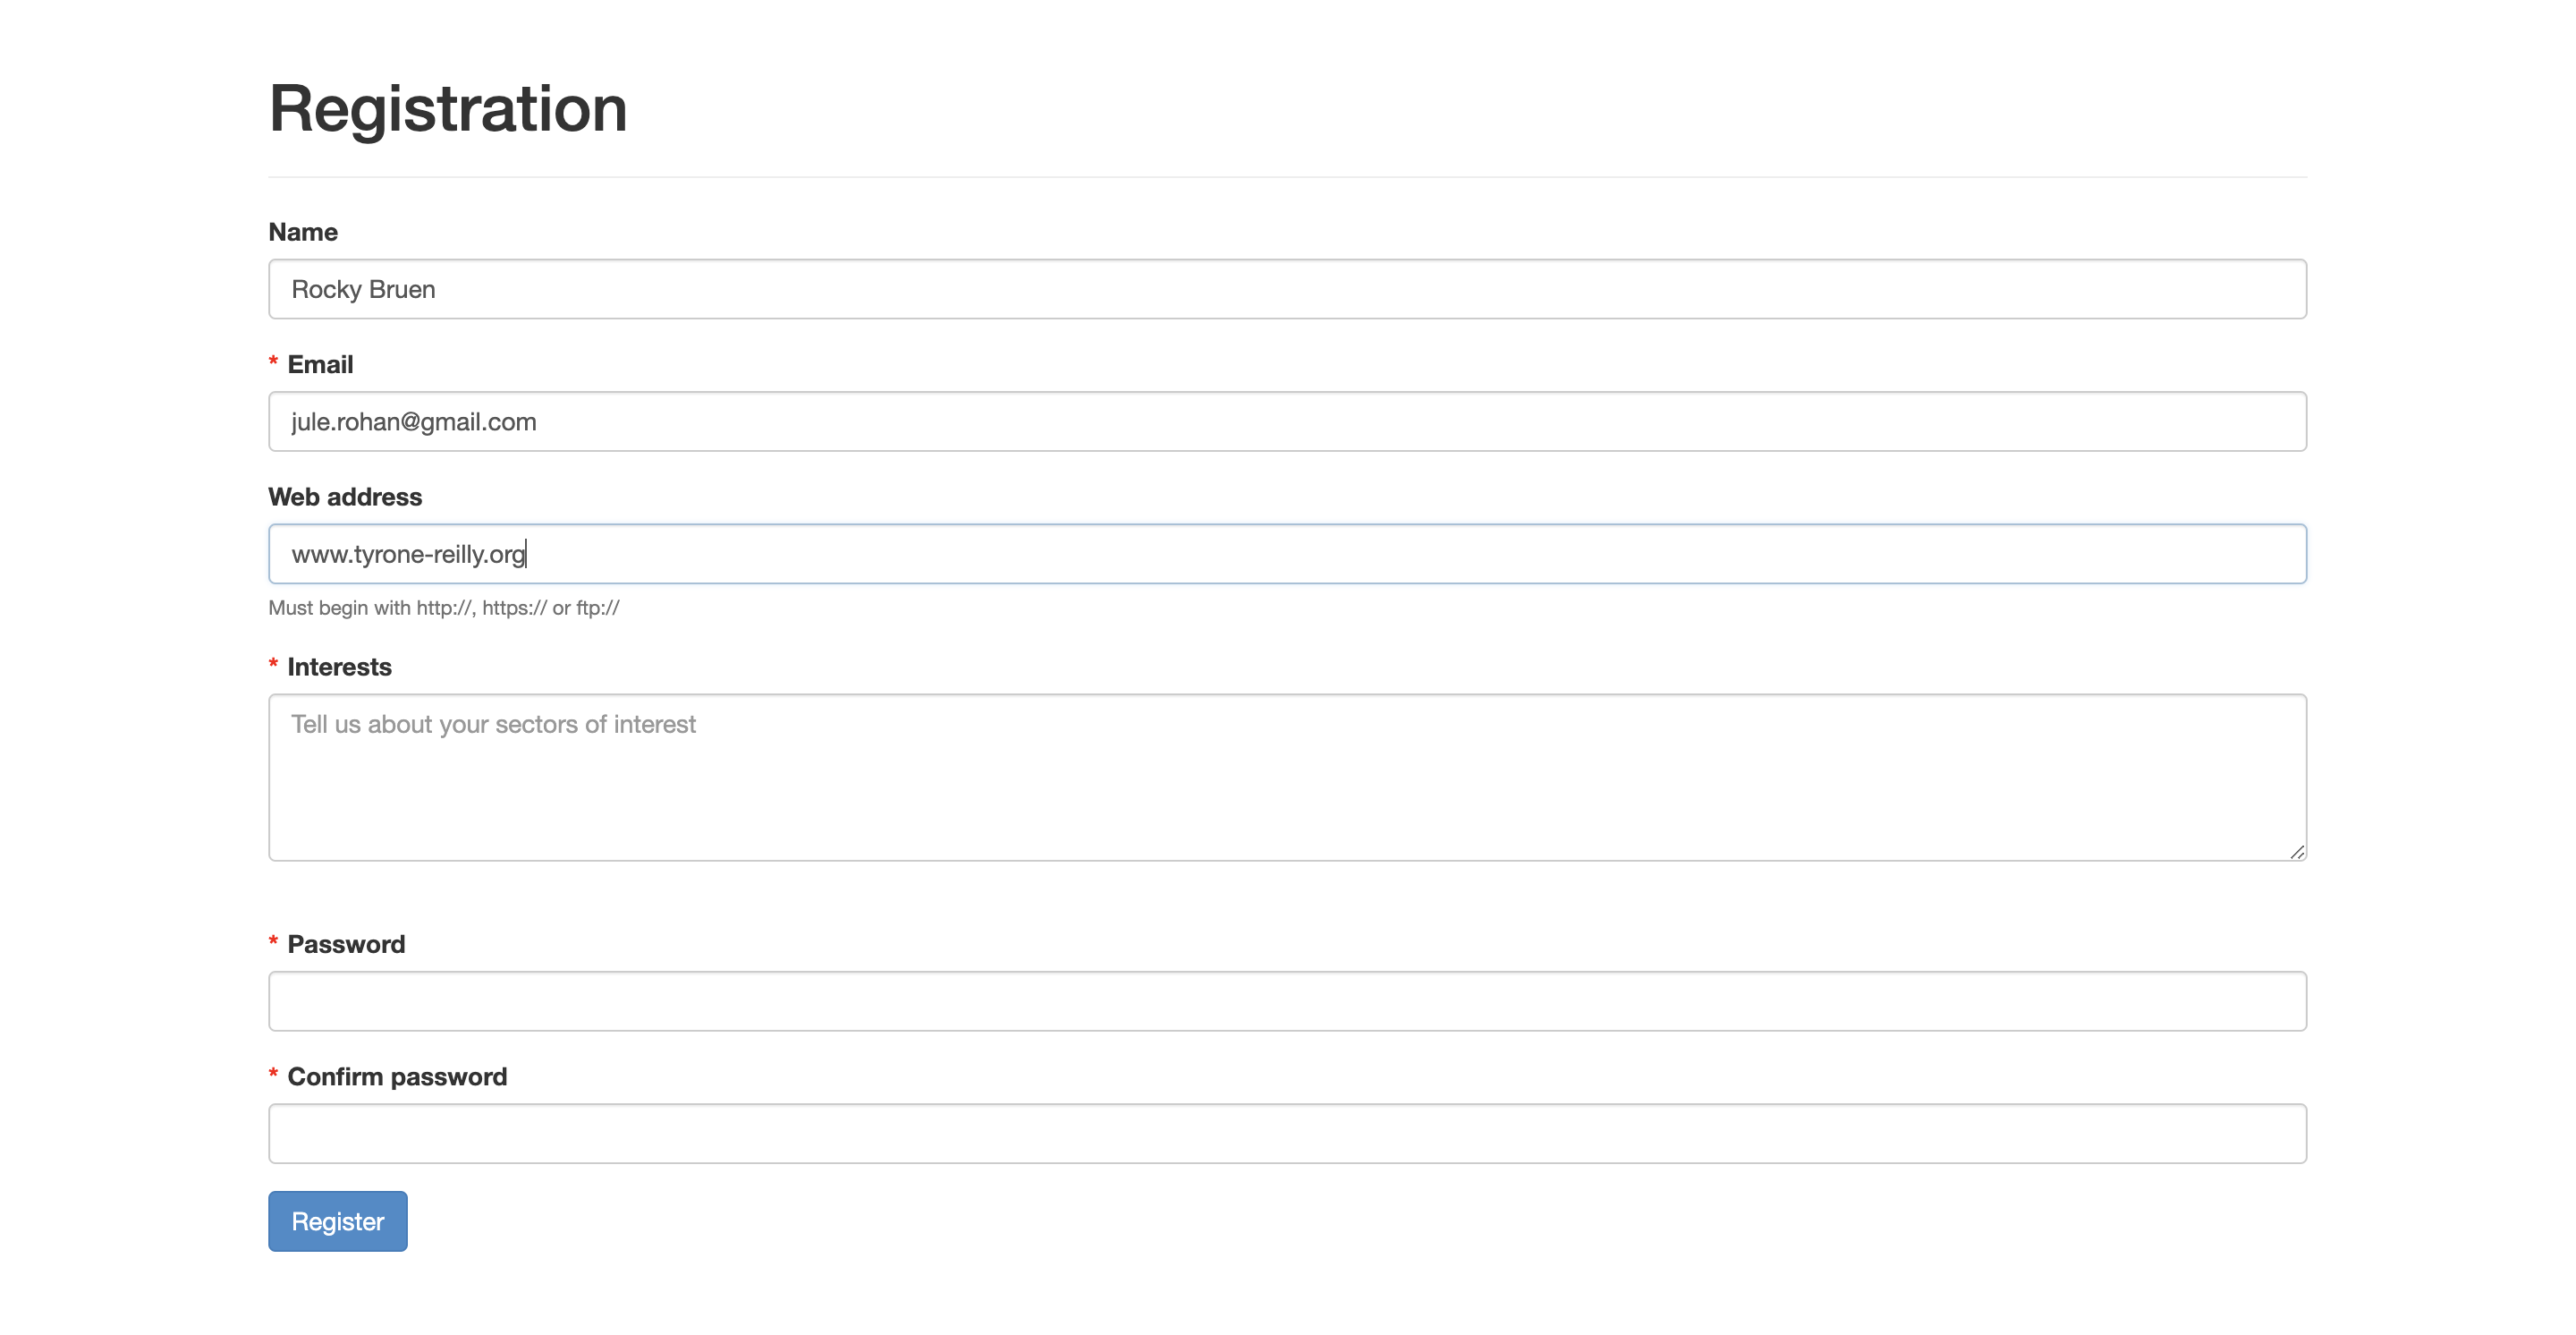 Registration
Name
Rocky Bruen
* Email
jule.rohan@gmail.com
Web address
www.tyrone-reilly.org
Must begin with http://, https:// or ftp://
* Interests
Tell us about your sectors of interest
* Password
* Confirm password
Register